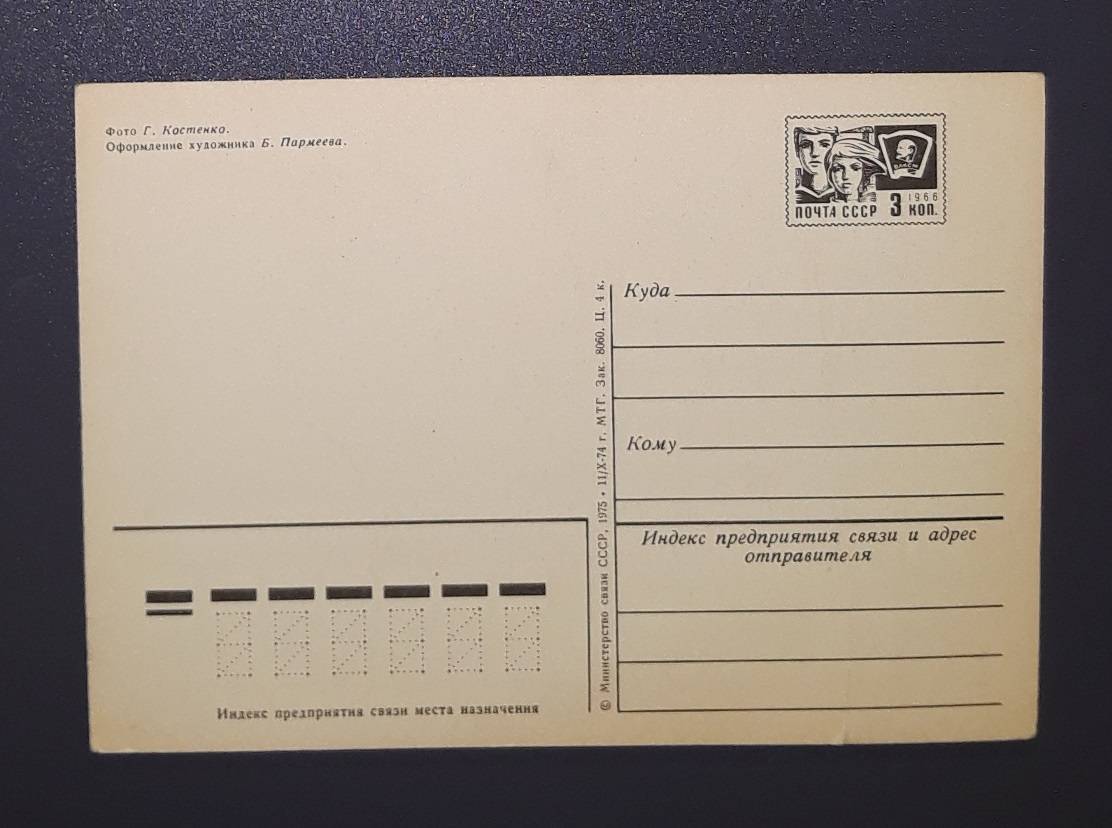 Фото Г. Костенко.
Оформление художника Б. Пармеева.
ВЛКСМ
1966
ПОЧТА СССР 3 КОП.
Куда
Кому
Индекс предприятия связи и адрес
отправителя
© Министерство связи СССР, 1975 • 11/X-74 г. МТГ. Зак. 8060. Ц. 4 к.
Индекс предприятия связи места назначения